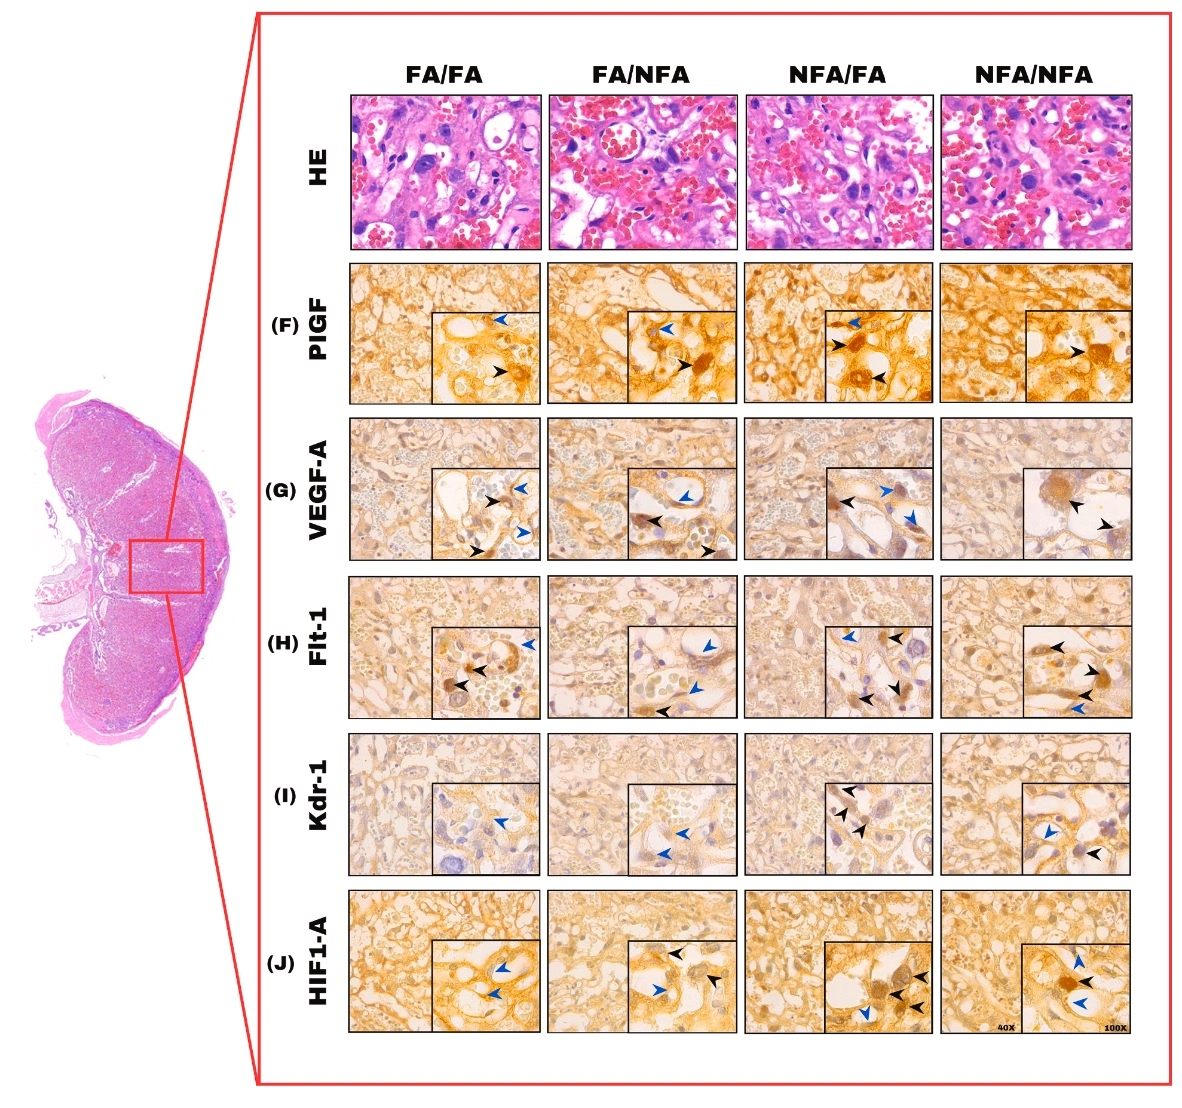 FA/FA FA/NFA NFA/FA NFA/NFA
HE
(F) PIGF
(G) VEGF-A
(H) Flt-1
(I) Kdr-1
(J) HIF1-A
40X 100X